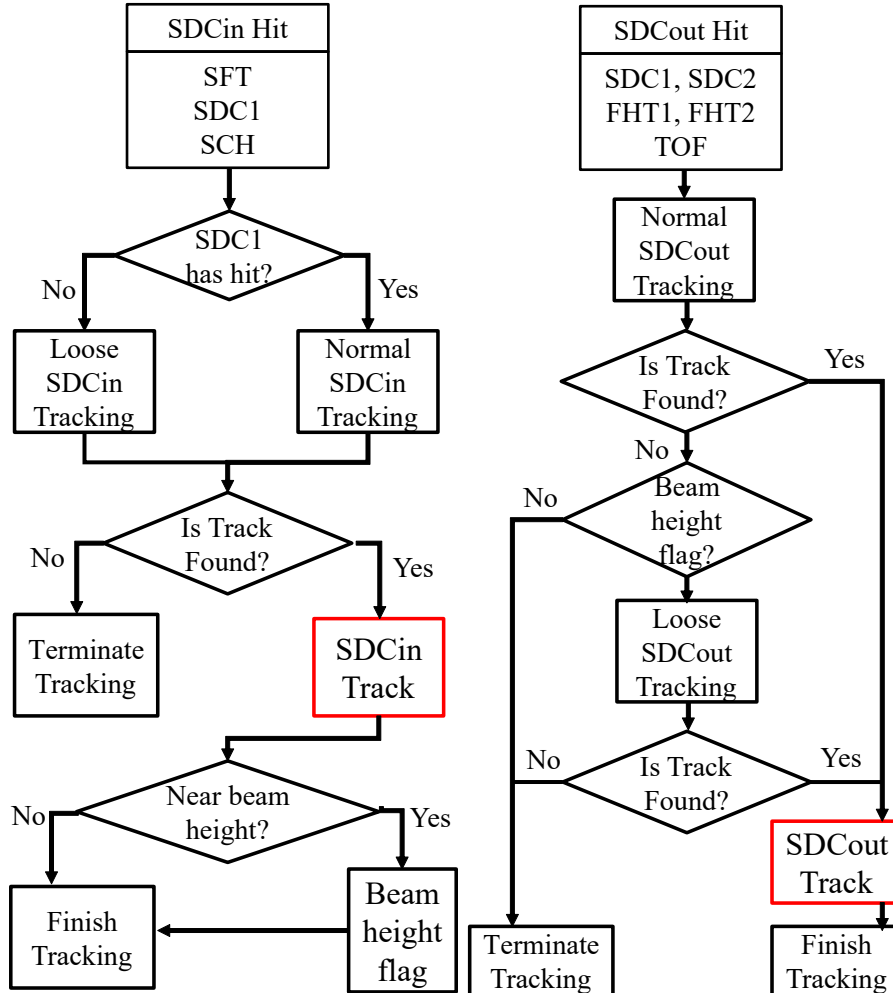 SDCin Hit
SFT
SDC1
SCH
SDC1
has hit?
No
Yes
Loose
SDCin
Tracking
Normal
SDCin
Tracking
Is Track
Found?
No
Yes
Terminate
Tracking
SDCin
Track
Near beam
height?
No
Yes
Finish
Tracking
Beam
height
flag
SDCout Hit
SDC1, SDC2
FHT1, FHT2
TOF
Normal
SDCout
Tracking
Is Track
Found?
Yes
No
Beam
height
flag?
No
Loose
SDCout
Tracking
Is Track
Found?
No
Yes
SDCout
Track
Terminate
Tracking
Finish
Tracking